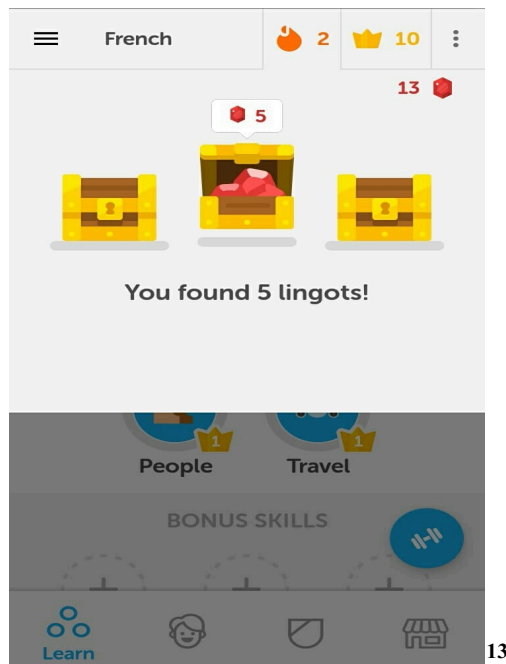 French 2 10
13
5
You found 5 lingots!
1 1
People Travel
BONUS SKILLS
Learn
13